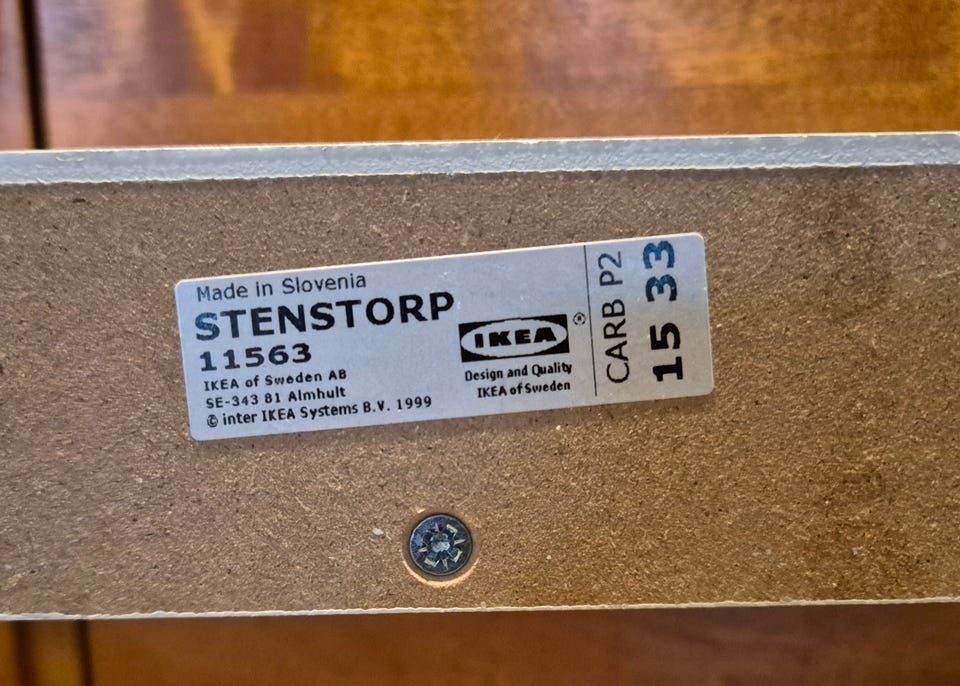 Made in Slovenia
STENSTORP
11563
IKEA of Sweden AB
SE-343 81 Almhult
© inter IKEA Systems B.V. 1999
IKEA ®
Design and Quality
IKEA of Sweden
CARB P2
15 33